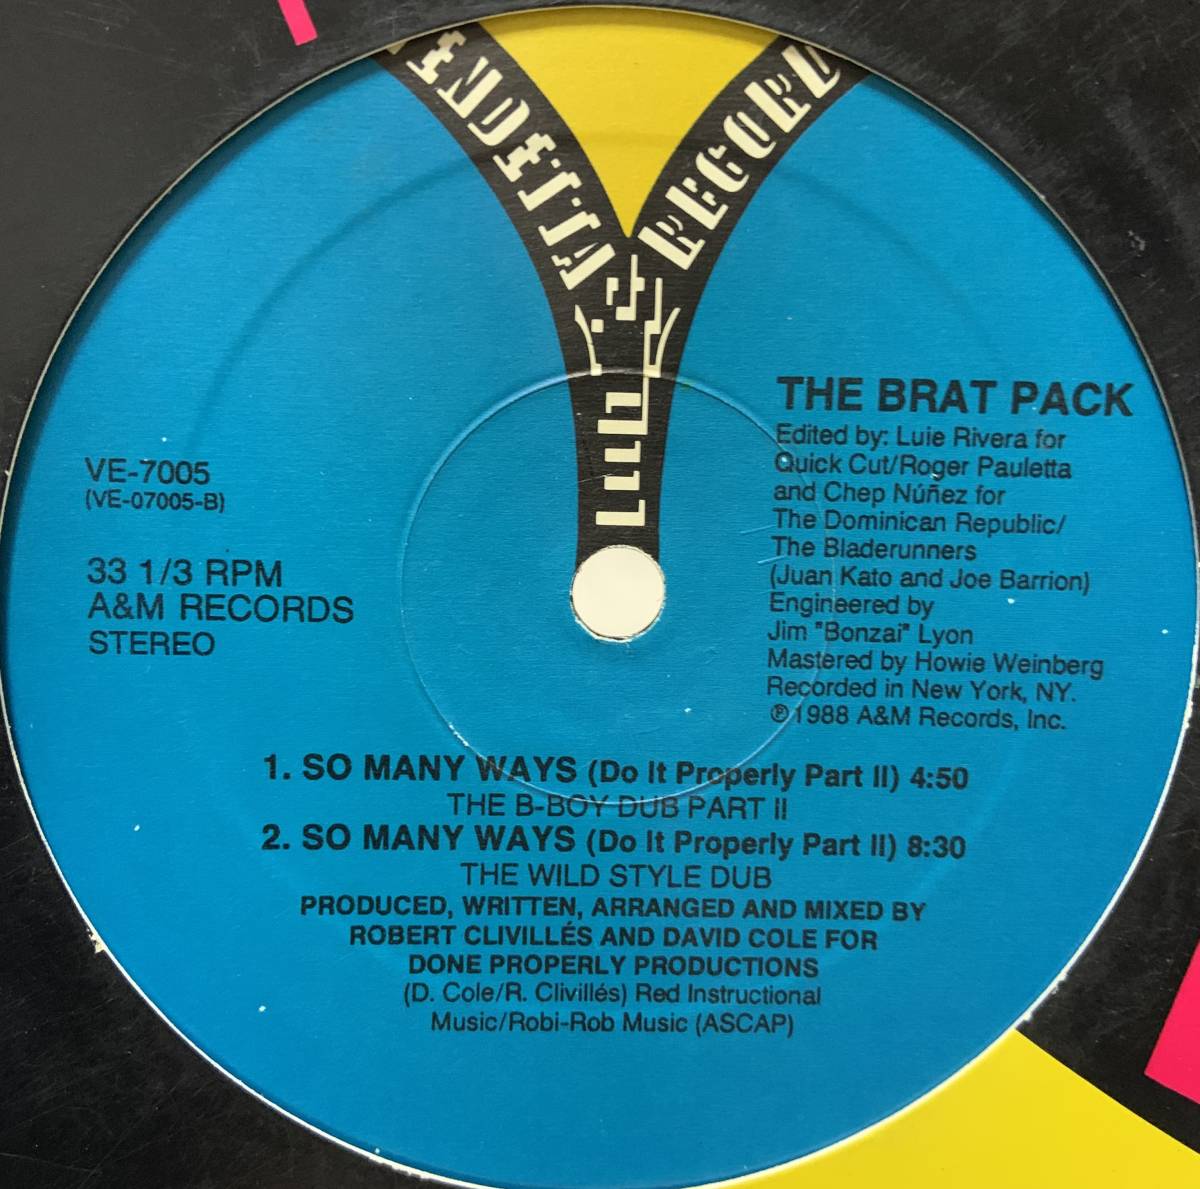 VENDETTA RECORDS
THE BRAT PACK
Edited by: Luie Rivera for
Quick Cut/Roger Pauletta
and Chep Núñez for
The Dominican Republic/
The Bladerunners
(Juan Kato and Joe Barrion)
Engineered by
Jim "Bonzai" Lyon
Mastered by Howie Weinberg
Recorded in New York, NY.
℗1988 A&M Records, Inc.
VE-7005
(VE-07005-B)
33 1/3 RPM
A&M RECORDS
STEREO
1. SO MANY WAYS (Do It Properly Part II) 4:50
THE B-BOY DUB PART II
2. SO MANY WAYS (Do It Properly Part II) 8:30
THE WILD STYLE DUB
PRODUCED, WRITTEN, ARRANGED AND MIXED BY
ROBERT CLIVILLÉS AND DAVID COLE FOR
DONE PROPERLY PRODUCTIONS
(D. Cole/R. Clivillés) Red Instructional
Music/Robi-Rob Music (ASCAP)